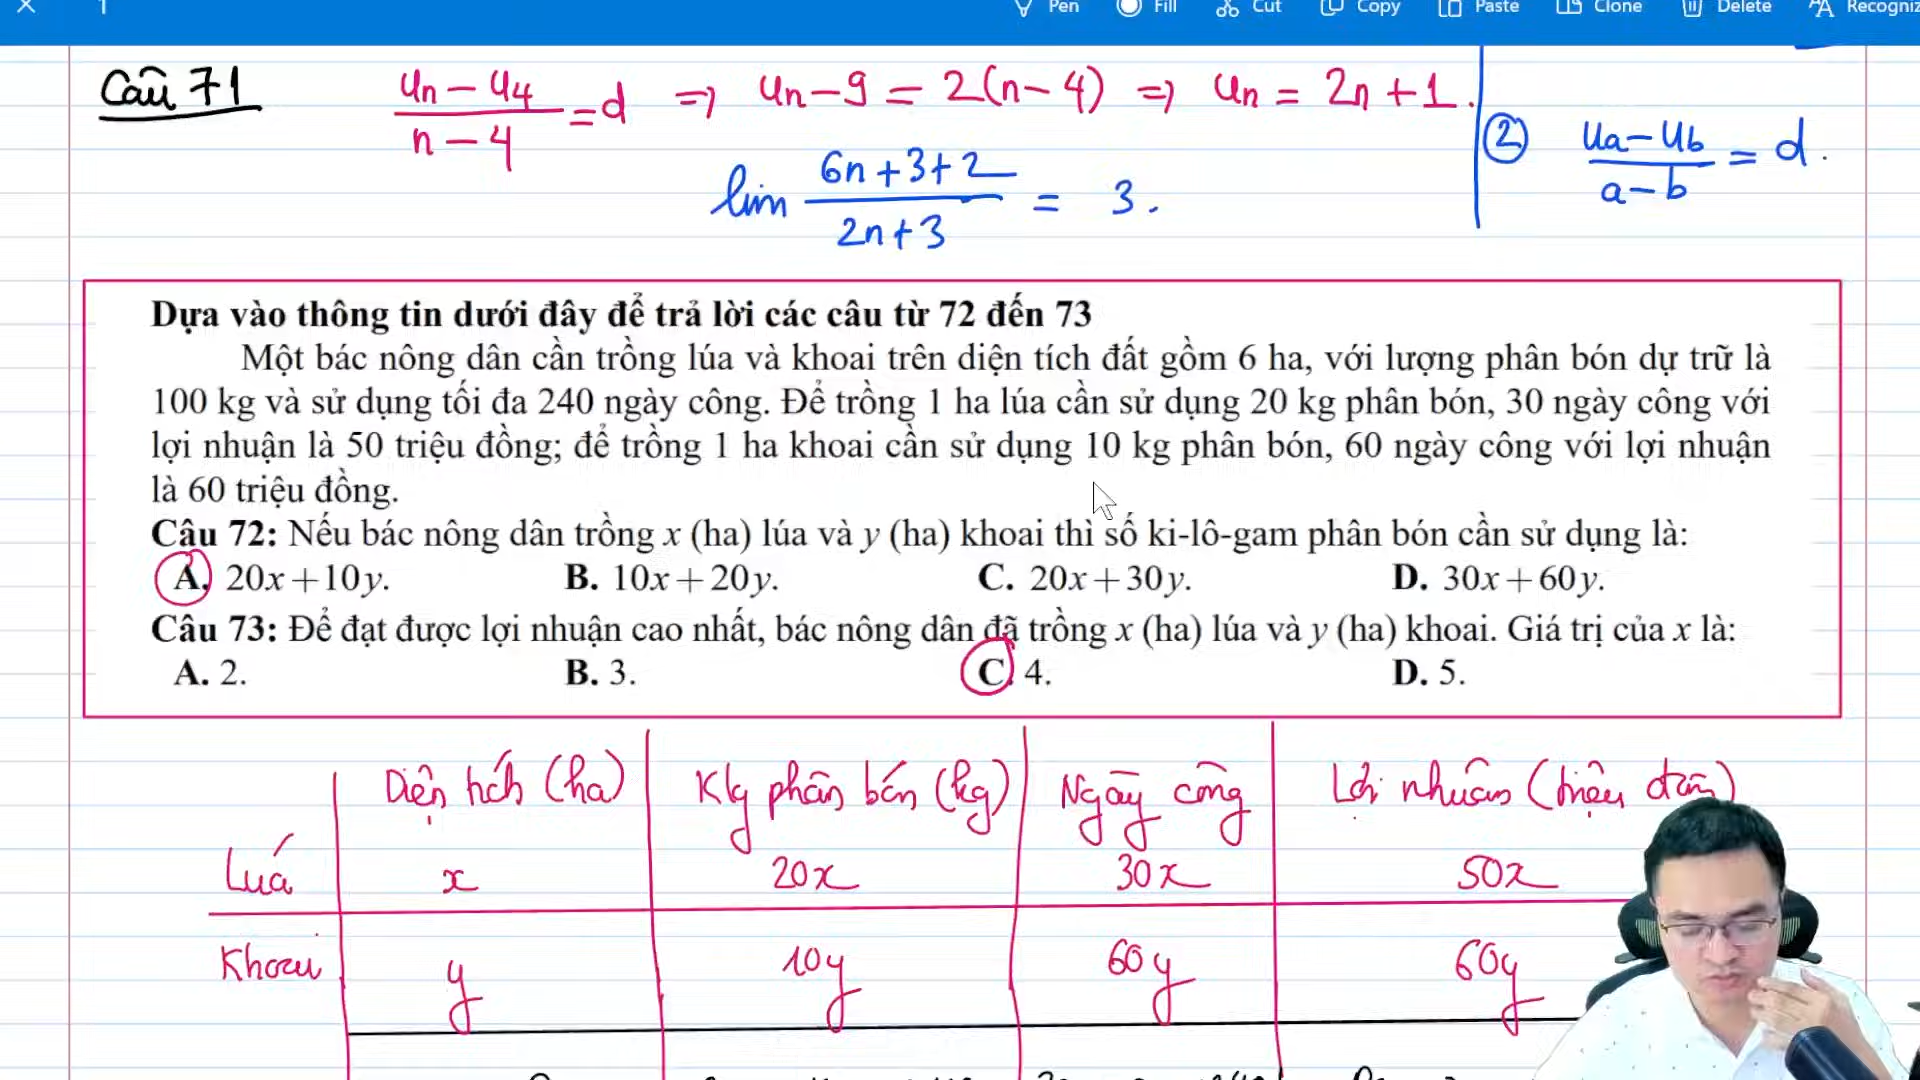 1 Pen Fill Cut Copy Paste Clone Delete Recogniz
Câu 71
un - u4 / n - 4 = d => un - 9 = 2(n - 4) => un = 2n + 1.
② ua - ub / a - b = d.
lim 6n + 3 + 2 / 2n + 3 = 3.
Dựa vào thông tin dưới đây để trả lời các câu từ 72 đến 73
Một bác nông dân cần trồng lúa và khoai trên diện tích đất gồm 6 ha, với lượng phân bón dự trữ là
100 kg và sử dụng tối đa 240 ngày công. Để trồng 1 ha lúa cần sử dụng 20 kg phân bón, 30 ngày công với
lợi nhuận là 50 triệu đồng; để trồng 1 ha khoai cần sử dụng 10 kg phân bón, 60 ngày công với lợi nhuận
là 60 triệu đồng.
Câu 72: Nếu bác nông dân trồng x (ha) lúa và y (ha) khoai thì số ki-lô-gam phân bón cần sử dụng là:
A. 20x+10y. B. 10x+20y. C. 20x+30y. D. 30x+60y.
Câu 73: Để đạt được lợi nhuận cao nhất, bác nông dân đã trồng x (ha) lúa và y (ha) khoai. Giá trị của x là:
A. 2. B. 3. C. 4. D. 5.
Diện tích (ha) Klg phân bón (kg) Ngày công Lợi nhuận (triệu đồng)
Luá x 20x 30x 50x
Khoai y 10y 60y 60y